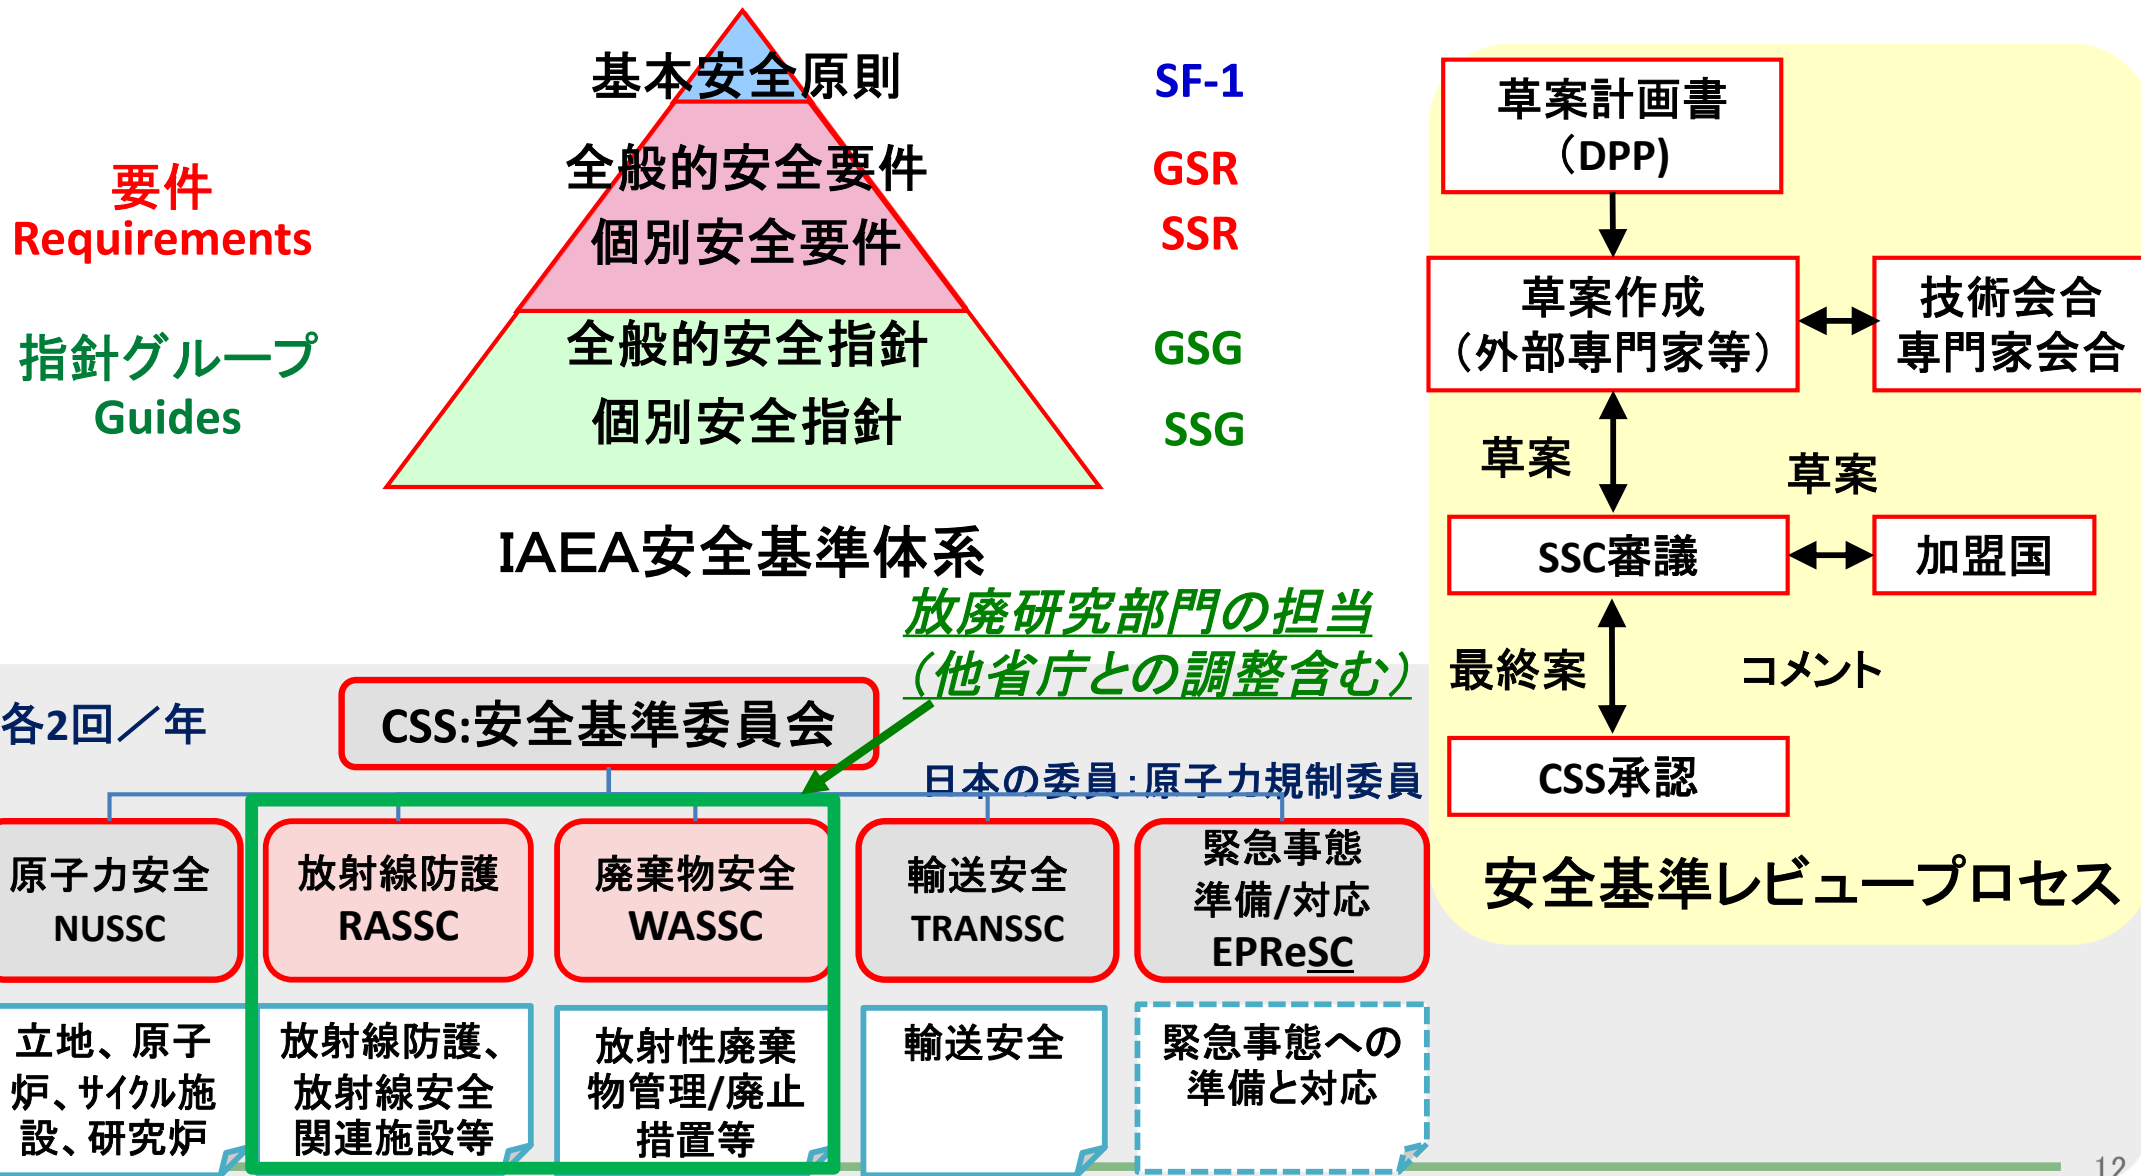 基本安全原則
SF-1
全般的安全要件
GSR
個別安全要件
SSR
要件
Requirements
全般的安全指針
GSG
個別安全指針
SSG
指針グループ
Guides
IAEA安全基準体系
草案計画書
（DPP)
草案作成
（外部専門家等）
技術会合
専門家会合
草案
草案
SSC審議
加盟国
最終案
コメント
CSS承認
安全基準レビュープロセス
放廃研究部門の担当
（他省庁との調整含む）
各2回／年
CSS:安全基準委員会
日本の委員：原子力規制委員
原子力安全
NUSSC
放射線防護
RASSC
廃棄物安全
WASSC
輸送安全
TRANSSC
緊急事態
準備/対応
EPReSC
立地、原子
炉、サイクル施
設、研究炉
放射線防護、
放射線安全
関連施設等
放射性廃棄
物管理/廃止
措置等
輸送安全
緊急事態への
準備と対応
12